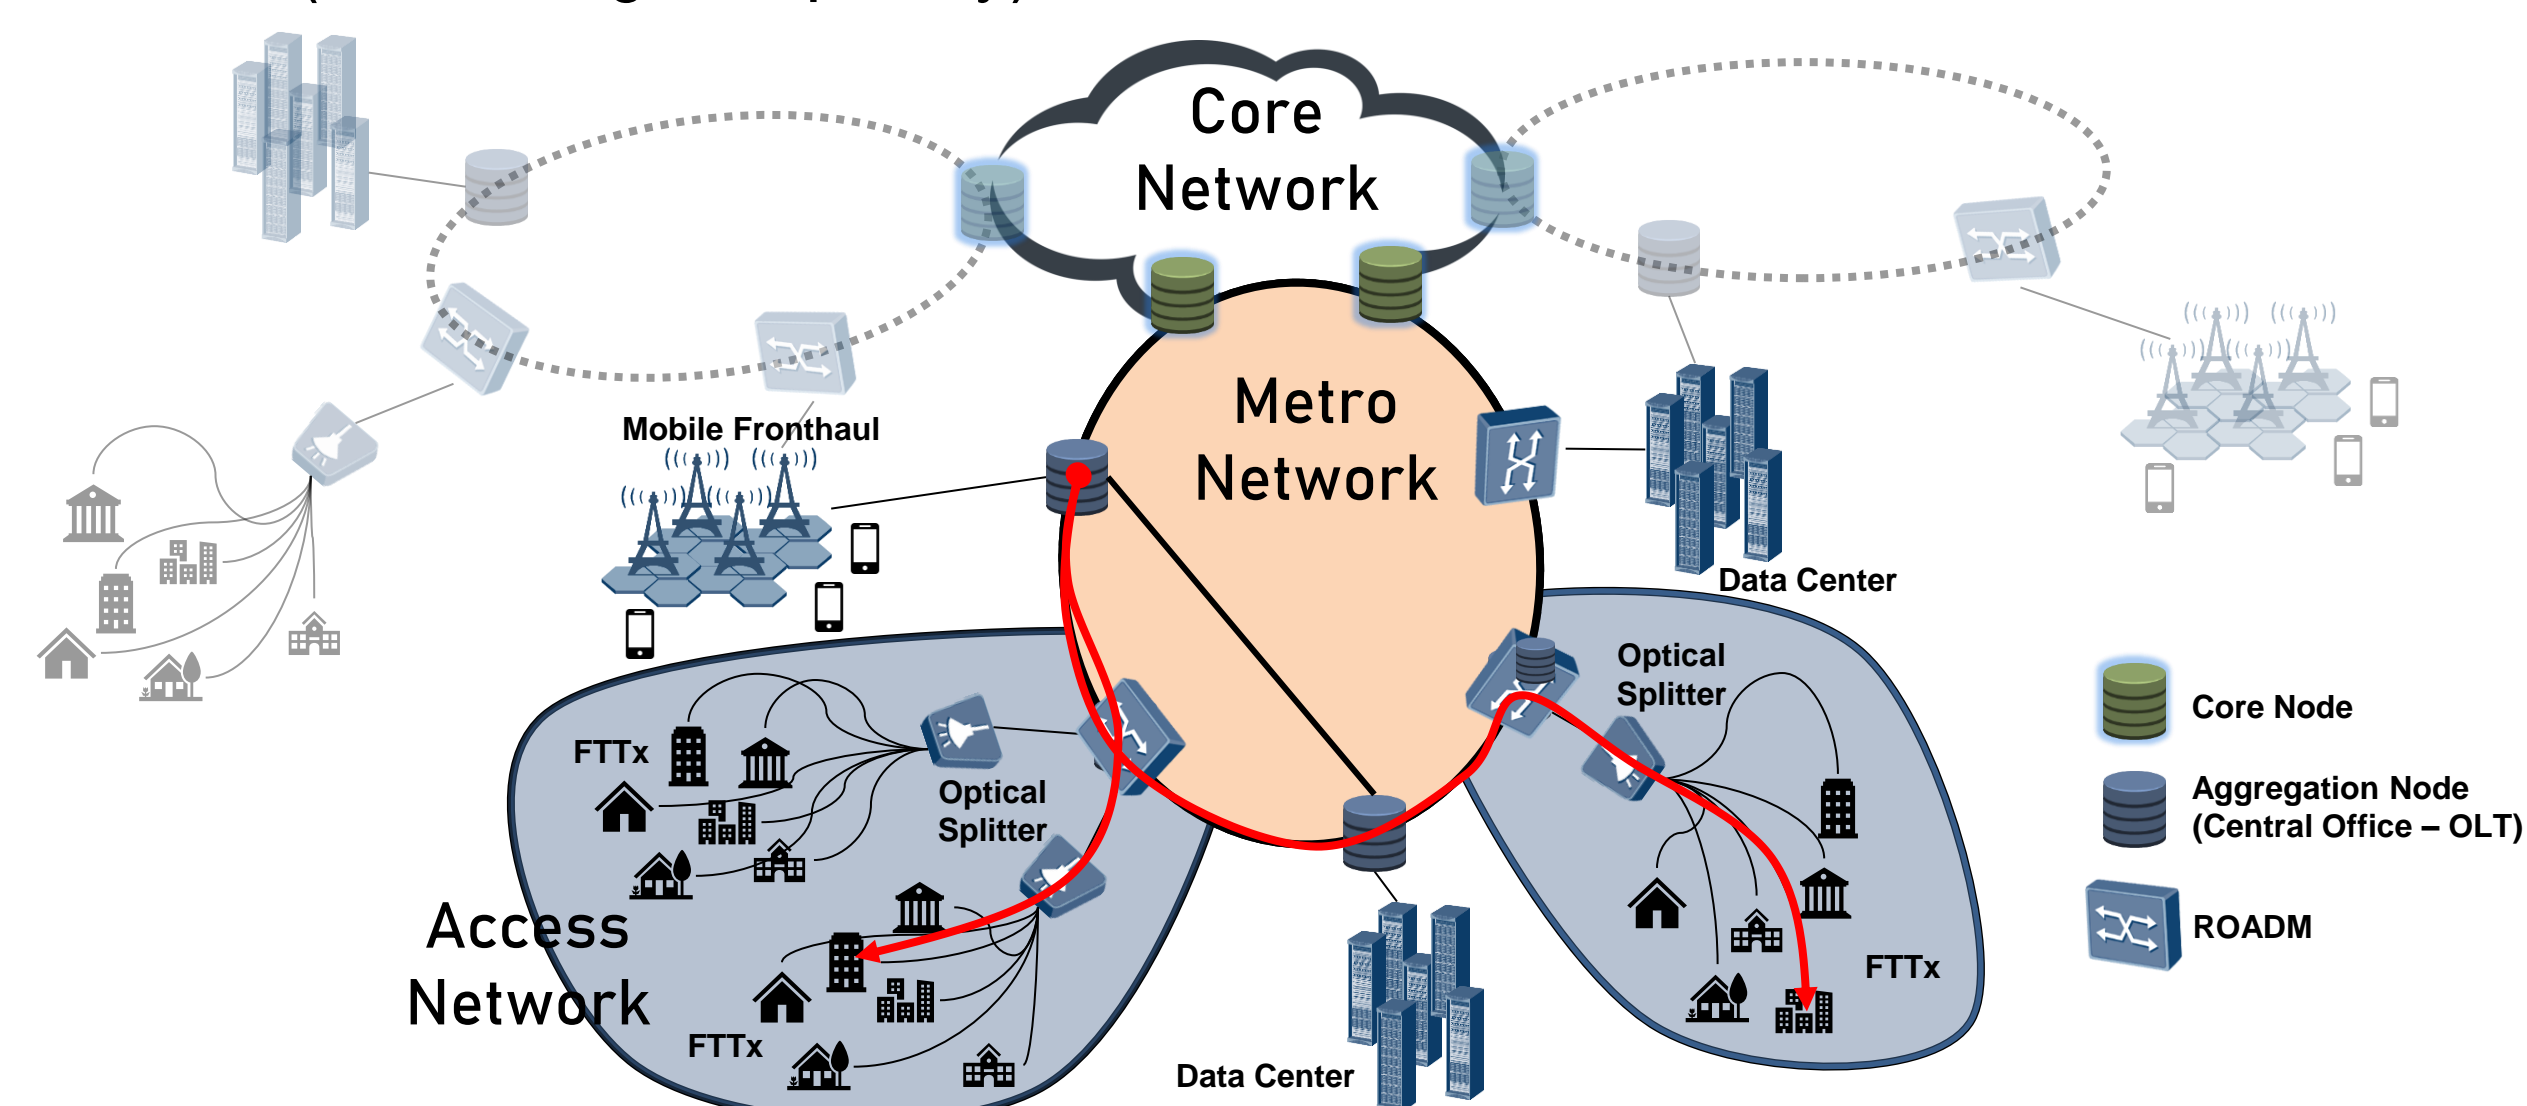 Core
Network
Metro
Network
Mobile Fronthaul
Data Center
Optical
Splitter
Core Node
FTTx
Optical
Splitter
Aggregation Node
(Central Office – OLT)
Access
Network
ROADM
FTTx
FTTx
Data Center